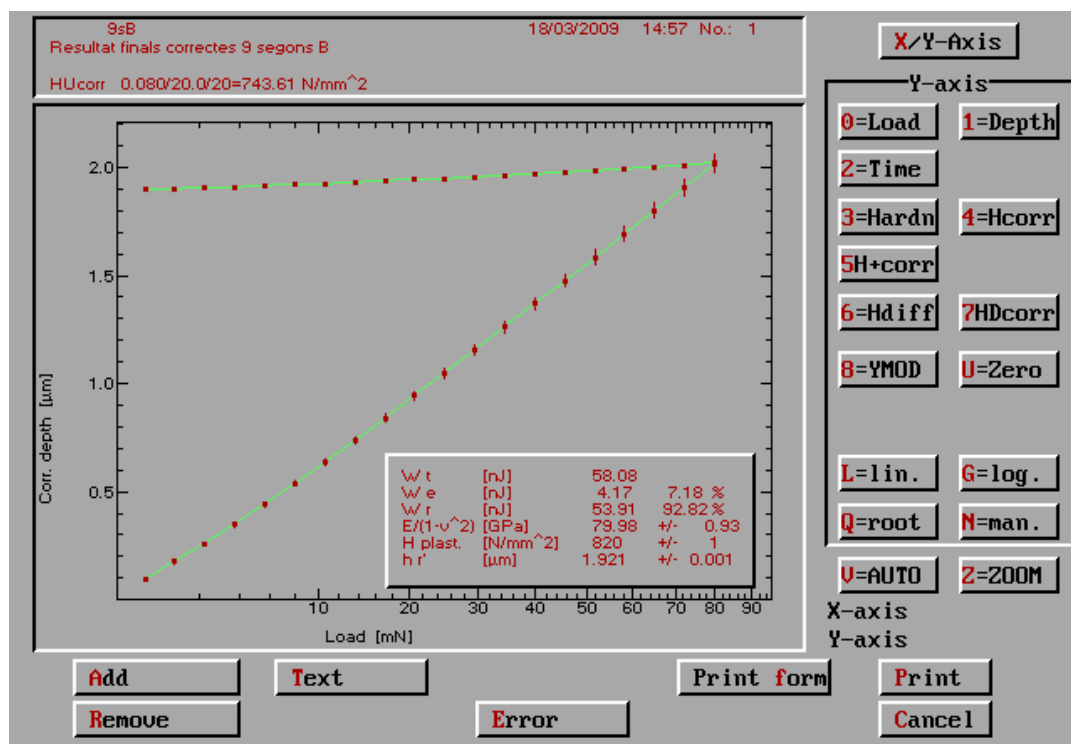 9sB 18/03/2009 14:57 No.: 1
Resultat finals correctes 9 segons B
HUcorr 0.080/20.0/20=743.61 N/mm^2
X/Y-Axis
Y-axis
0=Load 1=Depth
2=Time
3=Hardn 4=Hcorr
5H+corr
6=Hdiff 7HDcorr
8=YMOD U=Zero
L=lin. G=log.
Q=root N=man.
V=AUTO Z=ZOOM
X-axis
Y-axis
Corr. depth [µm]
2.0
1.5
1.0
0.5
W t [nJ] 58.08
W e [nJ] 4.17 7.18 %
W r [nJ] 53.91 92.82 %
E/(1-v^2) [GPa] 79.98 +/- 0.93
H plast. [N/mm^2] 820 +/- 1
h r' [µm] 1.921 +/- 0.001
10 20 30 40 50 60 70 80 90
Load [mN]
Add Text Print form Print
Remove Error Cancel